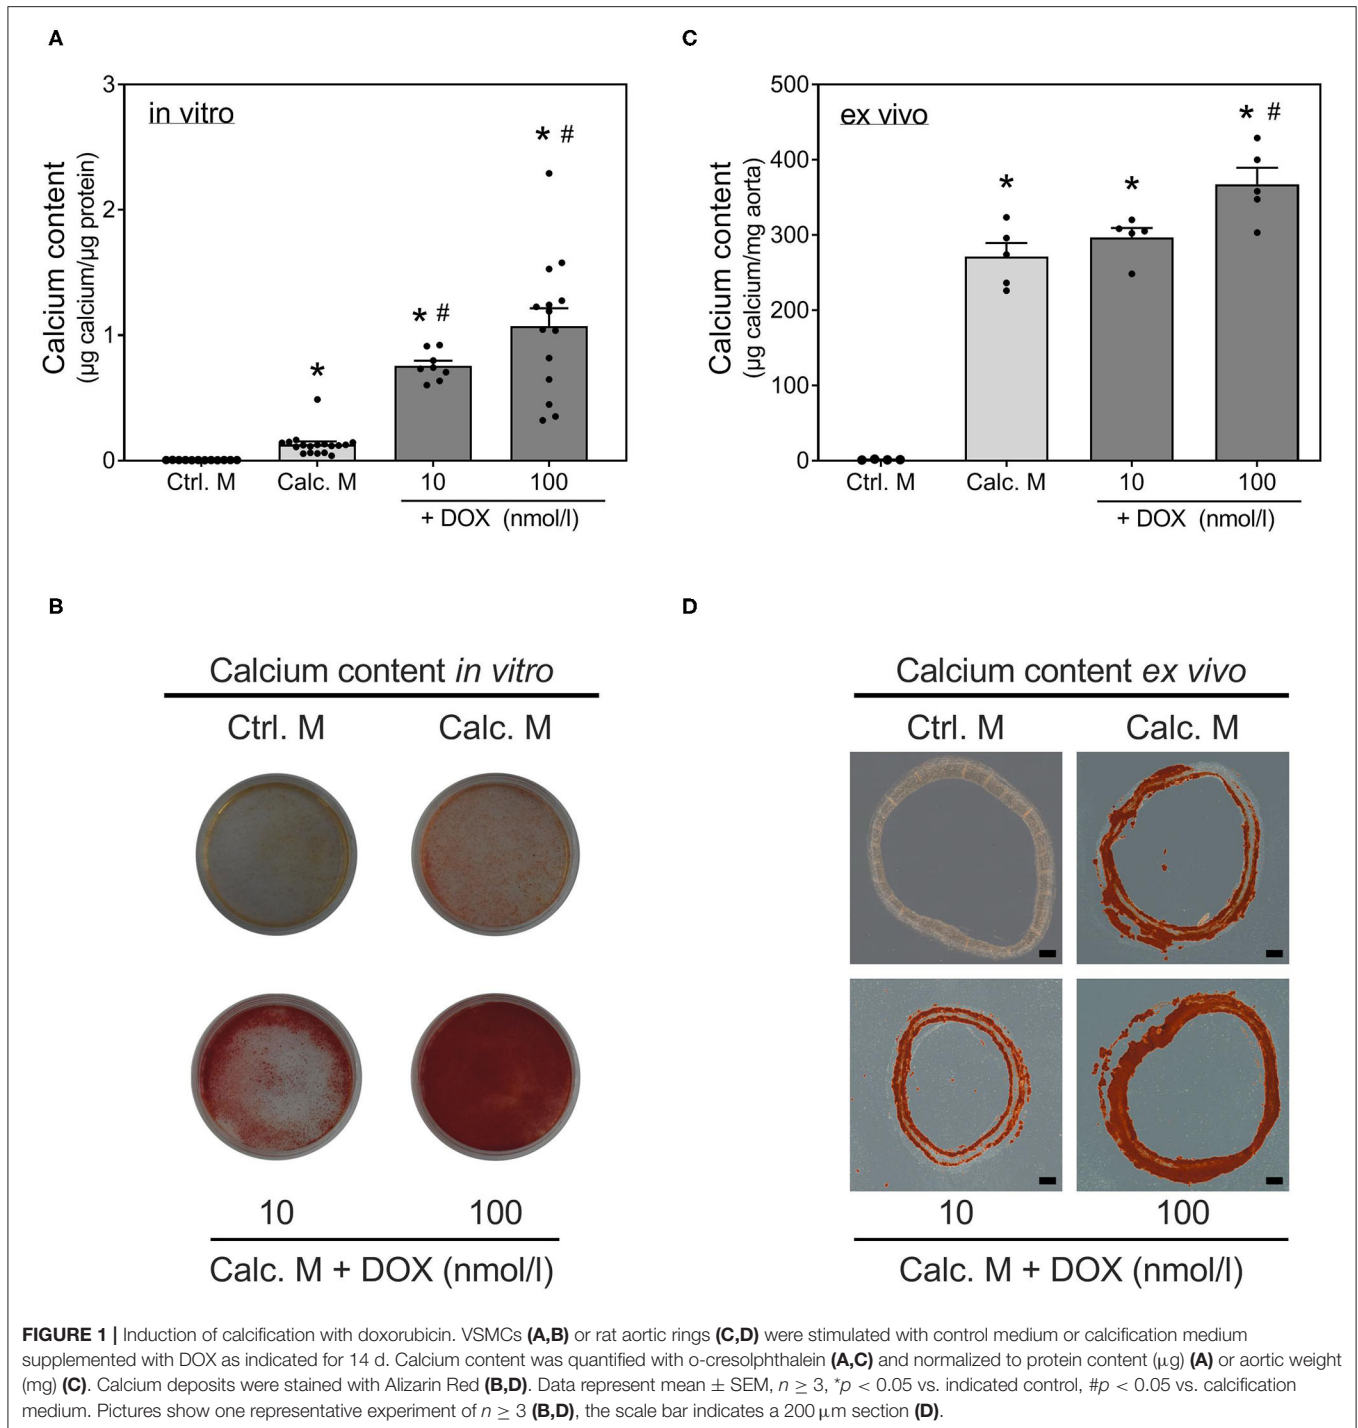 A
in vitro
Calcium content
(µg calcium/µg protein)
3
2
1
0
*
* #
* #
Ctrl. M Calc. M 10 100
+ DOX (nmol/l)
C
ex vivo
Calcium content
(µg calcium/mg aorta)
500
400
300
200
100
0
*
*
* #
Ctrl. M Calc. M 10 100
+ DOX (nmol/l)
B
Calcium content in vitro
Ctrl. M Calc. M
10 100
Calc. M + DOX (nmol/l)
D
Calcium content ex vivo
Ctrl. M Calc. M
10 100
Calc. M + DOX (nmol/l)
FIGURE 1 | Induction of calcification with doxorubicin. VSMCs (A,B) or rat aortic rings (C,D) were stimulated with control medium or calcification medium
supplemented with DOX as indicated for 14 d. Calcium content was quantified with o-cresolphthalein (A,C) and normalized to protein content (µg) (A) or aortic weight
(mg) (C). Calcium deposits were stained with Alizarin Red (B,D). Data represent mean ± SEM, n ≥ 3, *p < 0.05 vs. indicated control, #p < 0.05 vs. calcification
medium. Pictures show one representative experiment of n ≥ 3 (B,D), the scale bar indicates a 200 µm section (D).